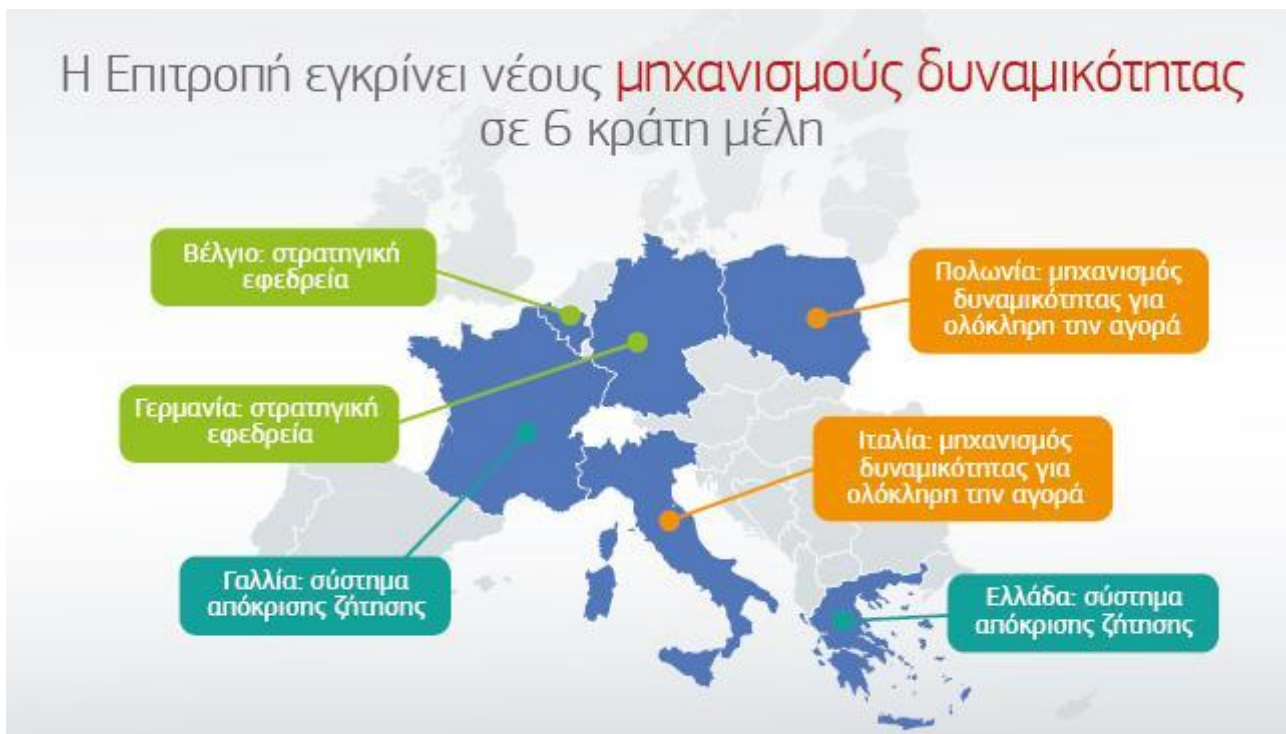 Η Επιτροπή εγκρίνει νέους μηχανισμούς δυναμικότητας
σε 6 κράτη μέλη
Βέλγιο: στρατηγική
εφεδρεία
Πολωνία: μηχανισμός
δυναμικότητας για
ολόκληρη την αγορά
Γερμανία: στρατηγική
εφεδρεία
Ιταλία: μηχανισμός
δυναμικότητας για
ολόκληρη την αγορά
Γαλλία: σύστημα
απόκρισης ζήτησης
Ελλάδα: σύστημα
απόκρισης ζήτησης